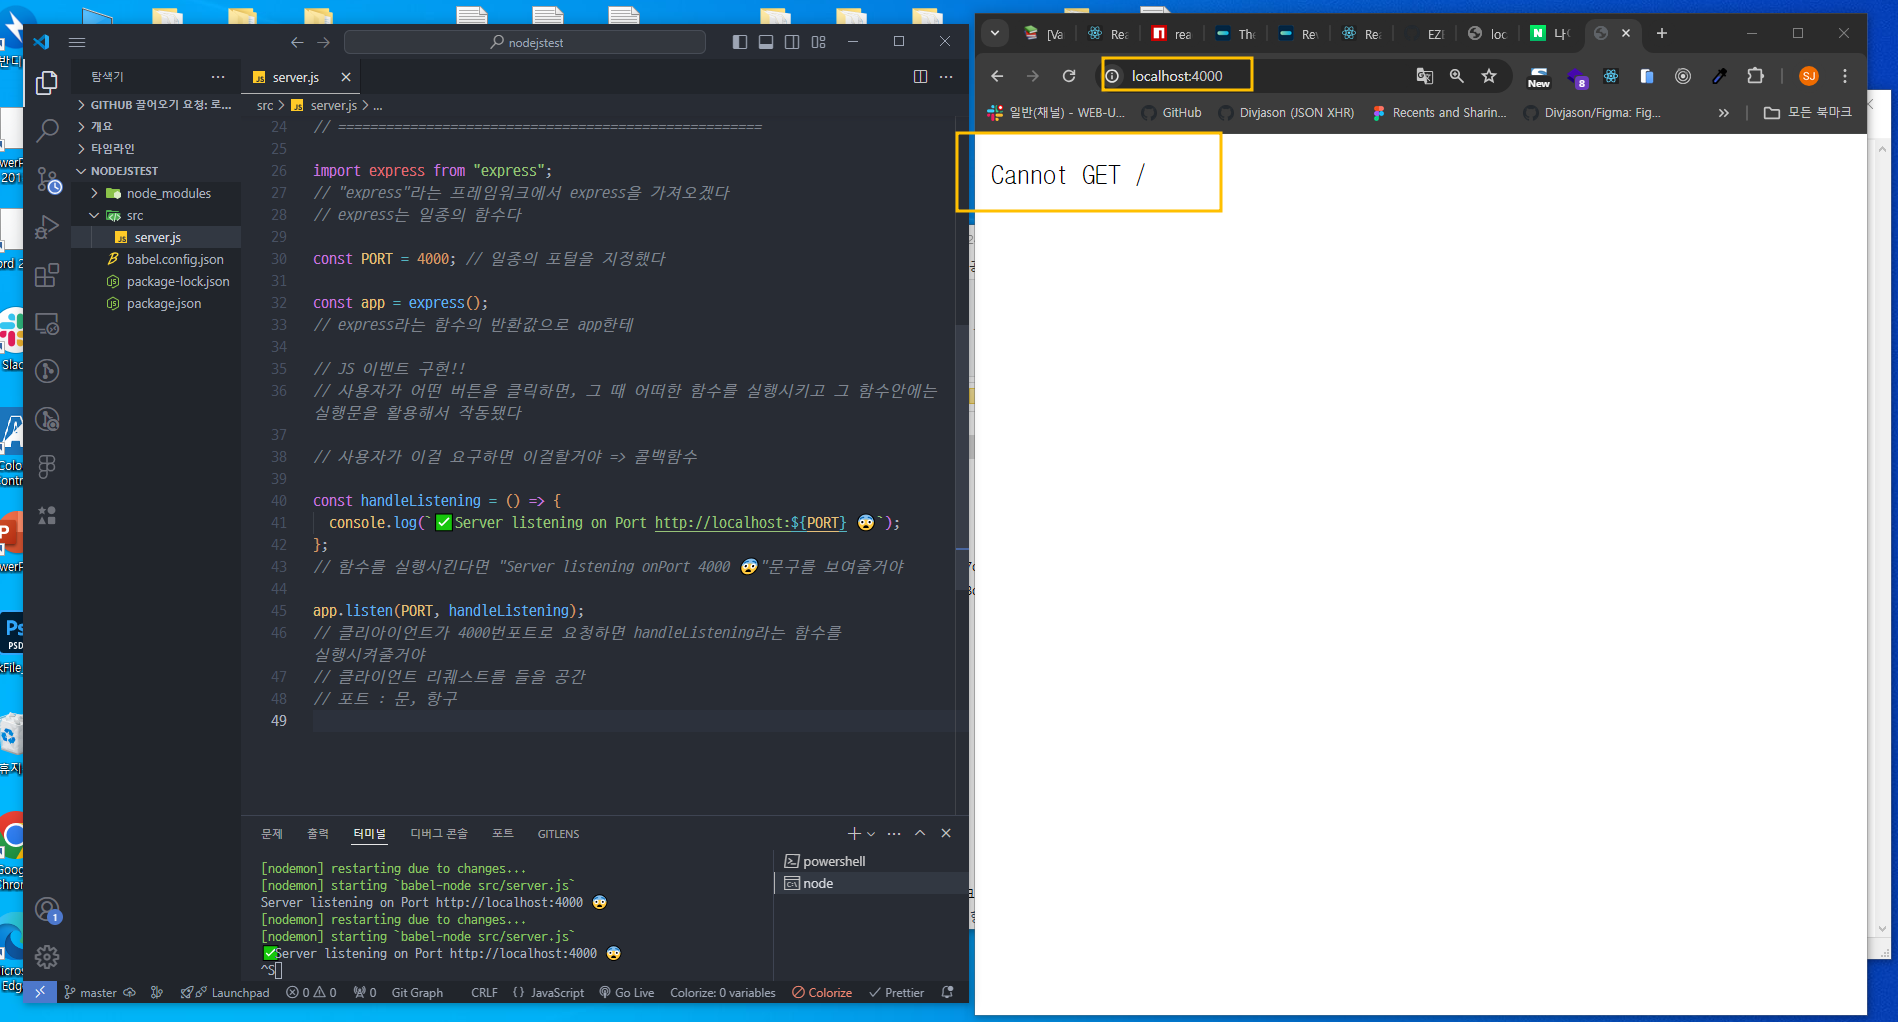 nodejstest
탐색기
server.js
GITHUB 끌어오기 요청: 로...
개요
타임라인
NODEJSTEST
node_modules
src
server.js
babel.config.json
package-lock.json
package.json
src > server.js > ...
24 // =====================================================
25
26 import express from "express";
27 // "express"라는 프레임워크에서 express을 가져오겠다
28 // express는 일종의 함수다
29
30 const PORT = 4000; // 일종의 포털을 지정했다
31
32 const app = express();
33 // express라는 함수의 반환값으로 app한테
34
35 // JS 이벤트 구현!!
36 // 사용자가 어떤 버튼을 클릭하면, 그 때 어떠한 함수를 실행시키고 그 함수안에는
실행문을 활용해서 작동됐다
37
38 // 사용자가 이걸 요구하면 이걸할거야 => 콜백함수
39
40 const handleListening = () => {
41 console.log(`✅Server listening on Port http://localhost:${PORT} 😨`);
42 };
43 // 함수를 실행시킨다면 "Server listening onPort 4000 😨"문구를 보여줄거야
44
45 app.listen(PORT, handleListening);
46 // 클리아이언트가 4000번포트로 요청하면 handleListening라는 함수를
실행시켜줄거야
47 // 클라이언트 리퀘스트를 들을 공간
48 // 포트 : 문, 항구
49
문제 출력 터미널 디버그 콘솔 포트 GITLENS
[nodemon] restarting due to changes...
[nodemon] starting `babel-node src/server.js`
Server listening on Port http://localhost:4000 😨
[nodemon] restarting due to changes...
[nodemon] starting `babel-node src/server.js`
✅Server listening on Port http://localhost:4000 😨
^S
powershell
node
master Launchpad 0 0 0 Git Graph CRLF {} JavaScript Go Live Colorize: 0 variables Colorize Prettier
[Va Rea rea The Rev Rea EZI loc
localhost:4000
New 8 SJ
일반(채널) - WEB-U... GitHub Divjason (JSON XHR) Recents and Sharin... Divjason/Figma: Fig... » 모든 북마크
Cannot GET /